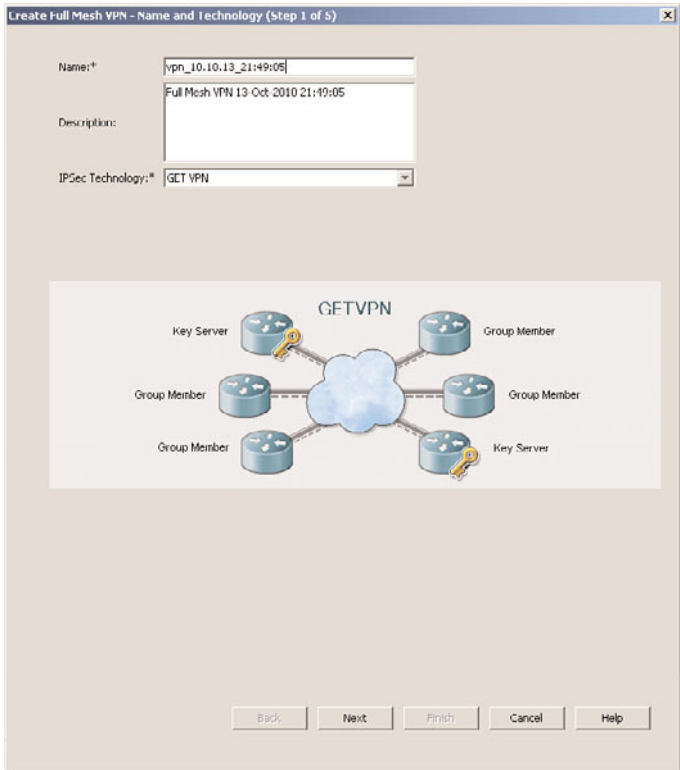 Create Full Mesh VPN - Name and Technology (Step 1 of 5)
Name:* vpn_10.10.13_21:49:05
Description: Full Mesh VPN 13-Oct-2010 21:49:05
IPSec Technology:* GET VPN
GETVPN
Key Server
Group Member
Group Member
Group Member
Group Member
Key Server
Back
Next
Finish
Cancel
Help